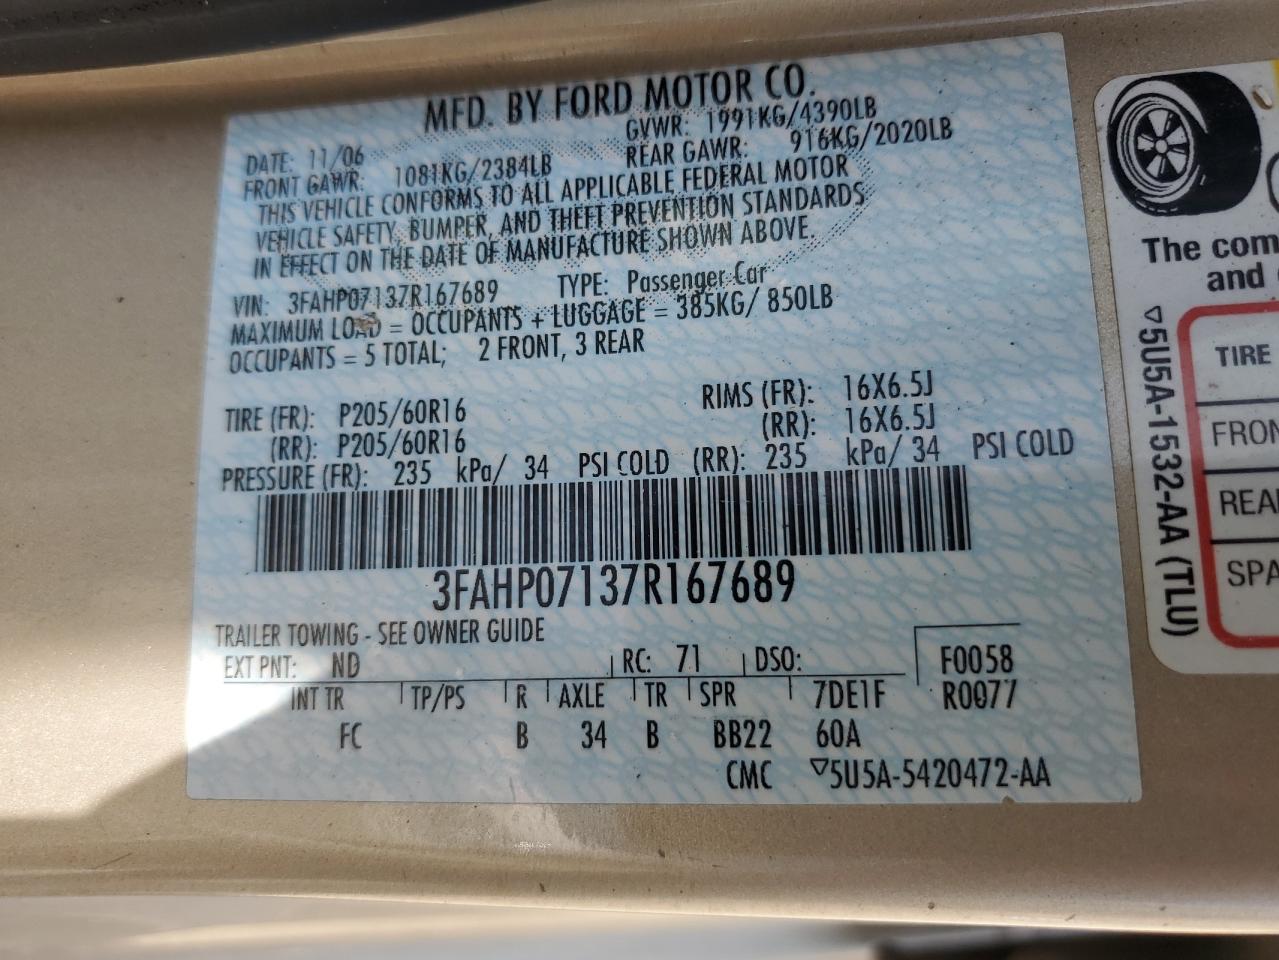 MFD. BY FORD MOTOR CO.
DATE: 11/06 GVWR: 1991KG/4390LB
FRONT GAWR: 1081KG/2384LB REAR GAWR: 916KG/2020LB
THIS VEHICLE CONFORMS TO ALL APPLICABLE FEDERAL MOTOR
VEHICLE SAFETY, BUMPER, AND THEFT PREVENTION STANDARDS
IN EFFECT ON THE DATE OF MANUFACTURE SHOWN ABOVE.
VIN: 3FAHP07137R167689 TYPE: Passenger Car
MAXIMUM LOAD = OCCUPANTS + LUGGAGE = 385KG/ 850LB
OCCUPANTS = 5 TOTAL; 2 FRONT, 3 REAR
TIRE (FR): P205/60R16 RIMS (FR): 16X6.5J
(RR): P205/60R16 (RR): 16X6.5J
PRESSURE (FR): 235 kPa/ 34 PSI COLD (RR): 235 kPa/ 34 PSI COLD
3FAHP07137R167689
TRAILER TOWING - SEE OWNER GUIDE
EXT PNT: ND RC: 71 DSO: F0058
INT TR TP/PS R AXLE TR SPR 7DE1F R0077
FC B 34 B BB22 60A
CMC ▽5U5A-5420472-AA
The com
and
▽5U5A-1532-AA (TLU)
TIRE
FRON
REA
SPA